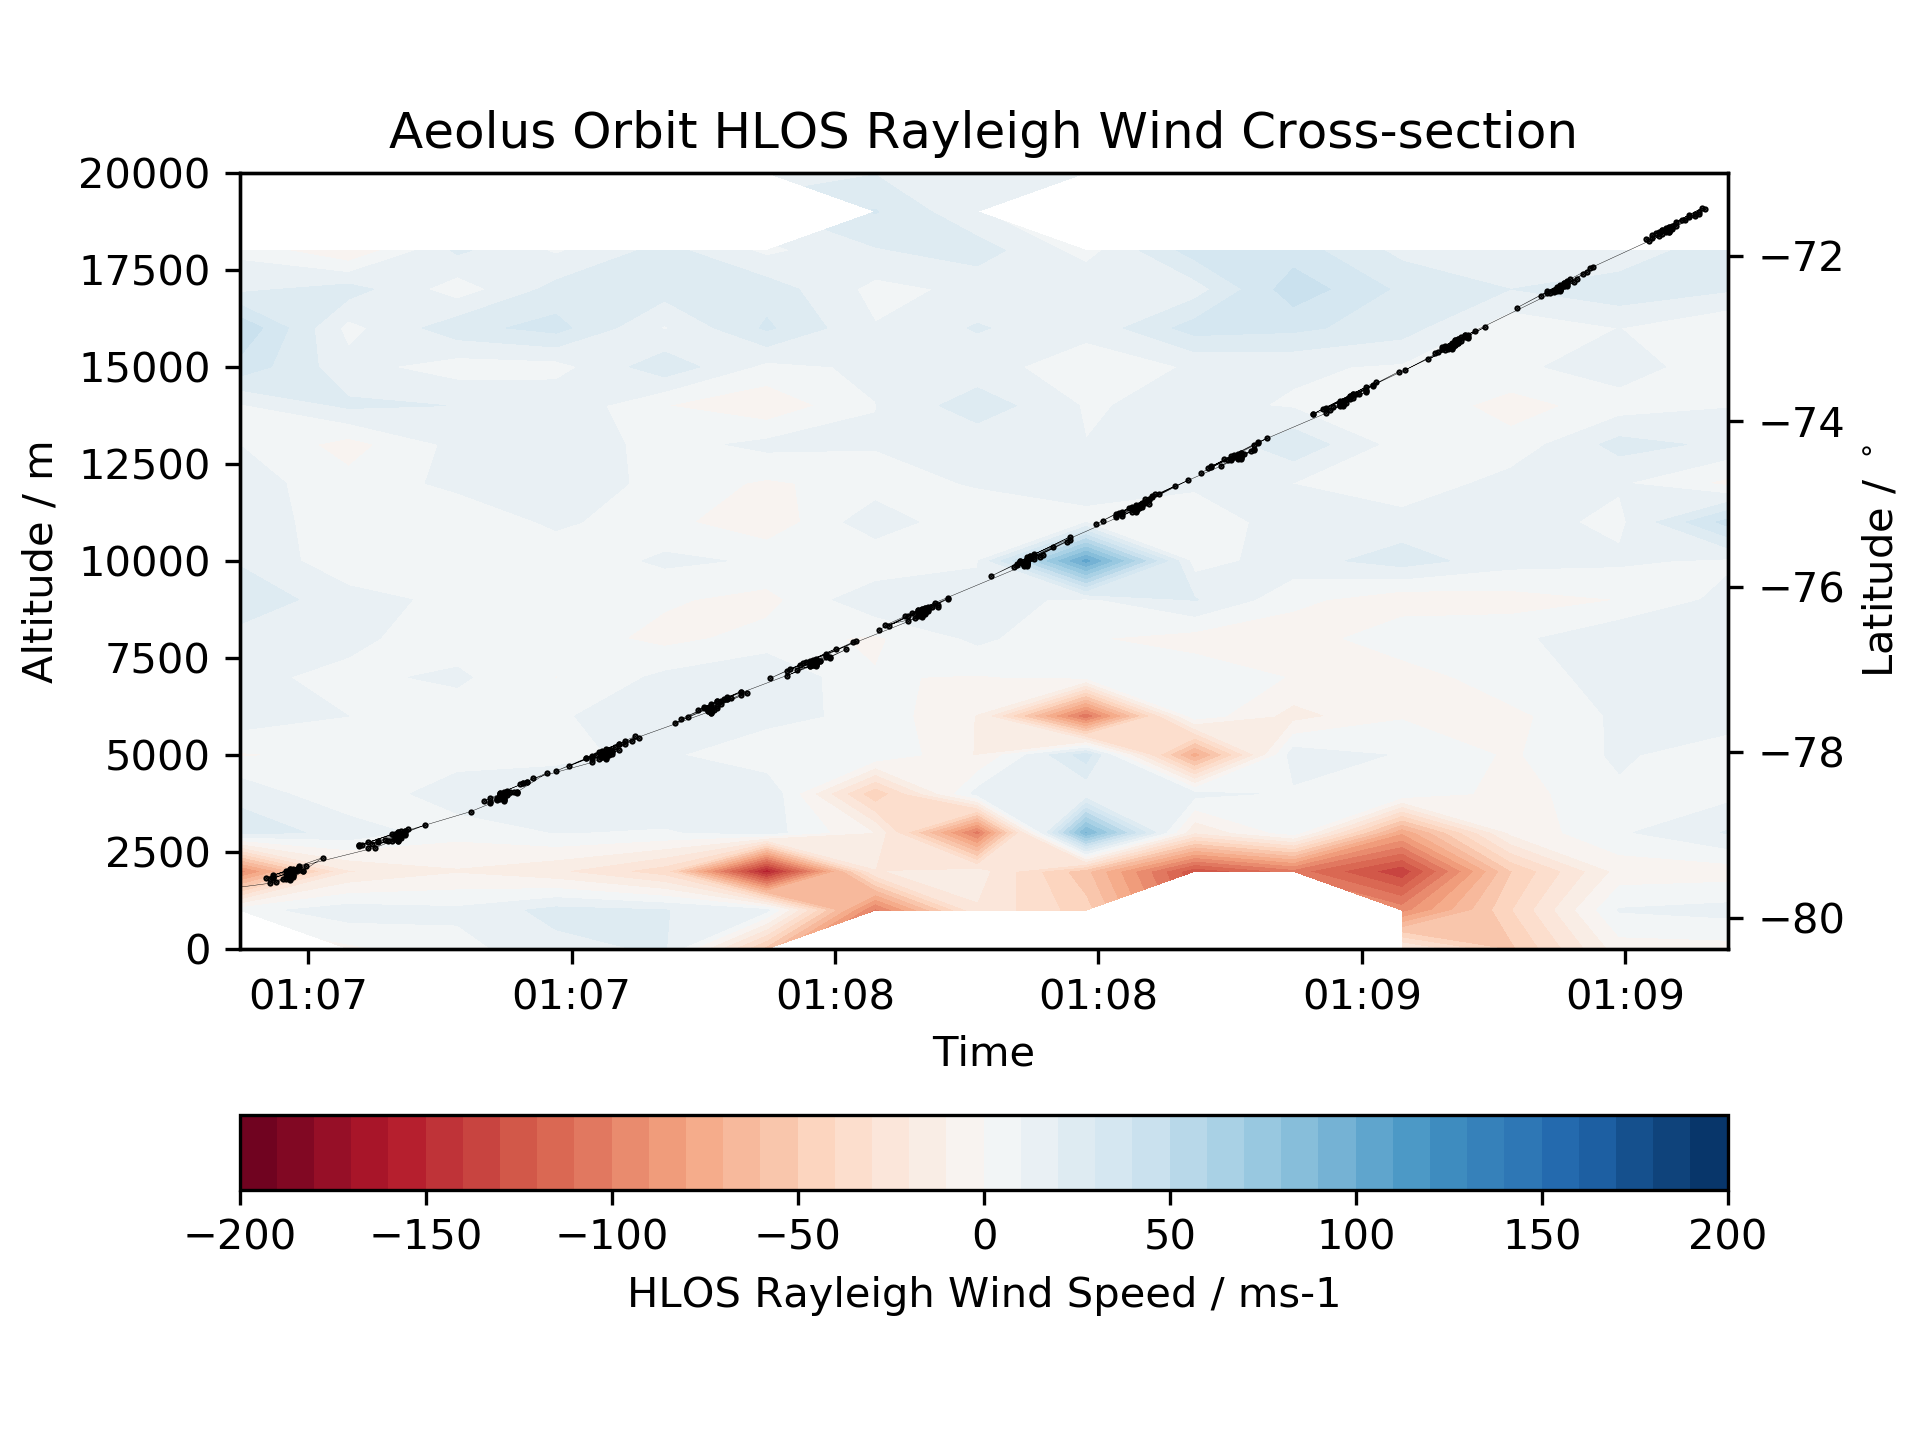 Aeolus Orbit HLOS Rayleigh Wind Cross-section
20000
17500
15000
12500
10000
7500
5000
2500
0
Altitude / m
−72
−74
−76
−78
−80
Latitude / °
01:07 01:07 01:08 01:08 01:09 01:09
Time
−200 −150 −100 −50 0 50 100 150 200
HLOS Rayleigh Wind Speed / ms-1